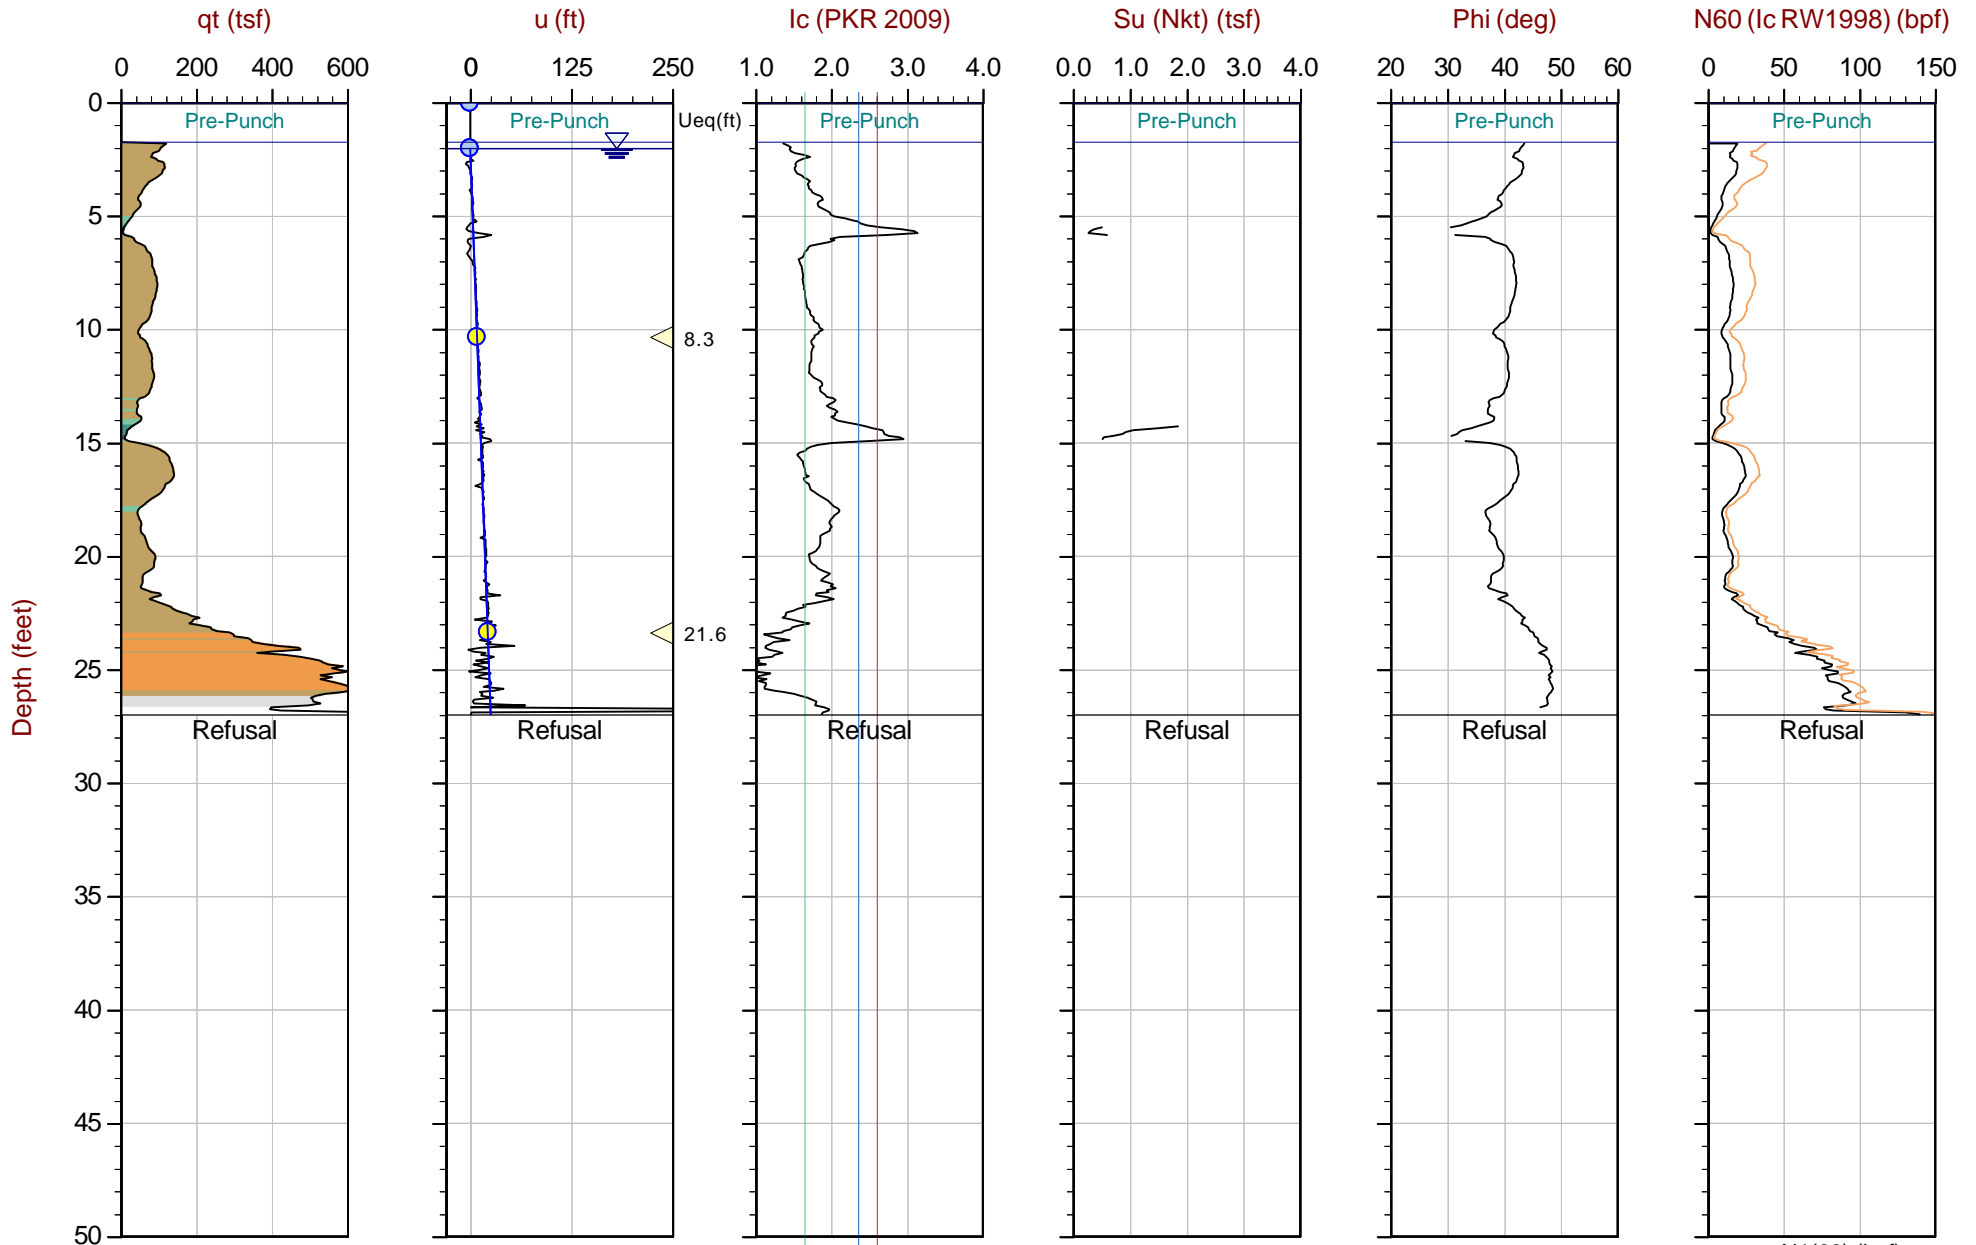 qt (tsf) u (ft) Ic (PKR 2009) Su (Nkt) (tsf) Phi (deg) N60 (Ic RW1998) (bpf)
0 200 400 600 0 125 250 1.0 2.0 3.0 4.0 0.0 1.0 2.0 3.0 4.0 20 30 40 50 60 0 50 100 150
0
Pre-Punch Pre-Punch Ueq(ft) Pre-Punch Pre-Punch Pre-Punch Pre-Punch
5
10
8.3
15
20
21.6
25
Refusal Refusal Refusal Refusal Refusal Refusal
Depth (feet)
30
35
40
45
50